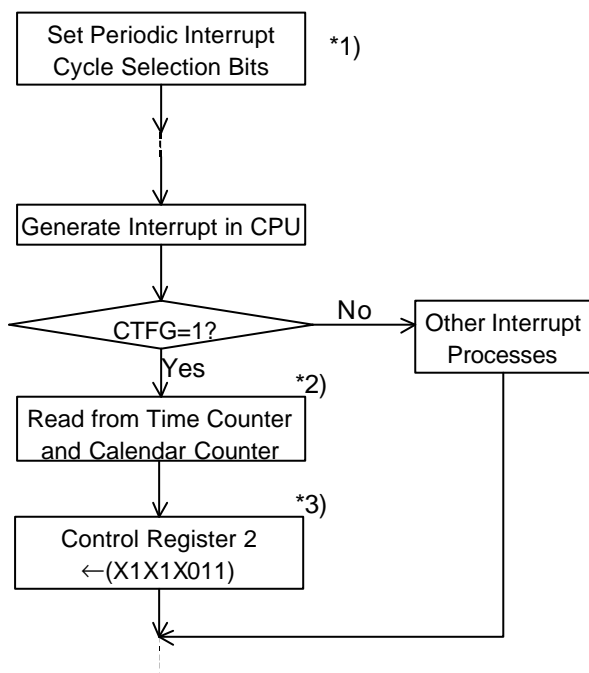 Set Periodic Interrupt
Cycle Selection Bits
*1)
Generate Interrupt in CPU
CTFG=1?
No
Other Interrupt
Processes
Yes
*2)
Read from Time Counter
and Calendar Counter
*3)
Control Register 2
←(X1X1X011)